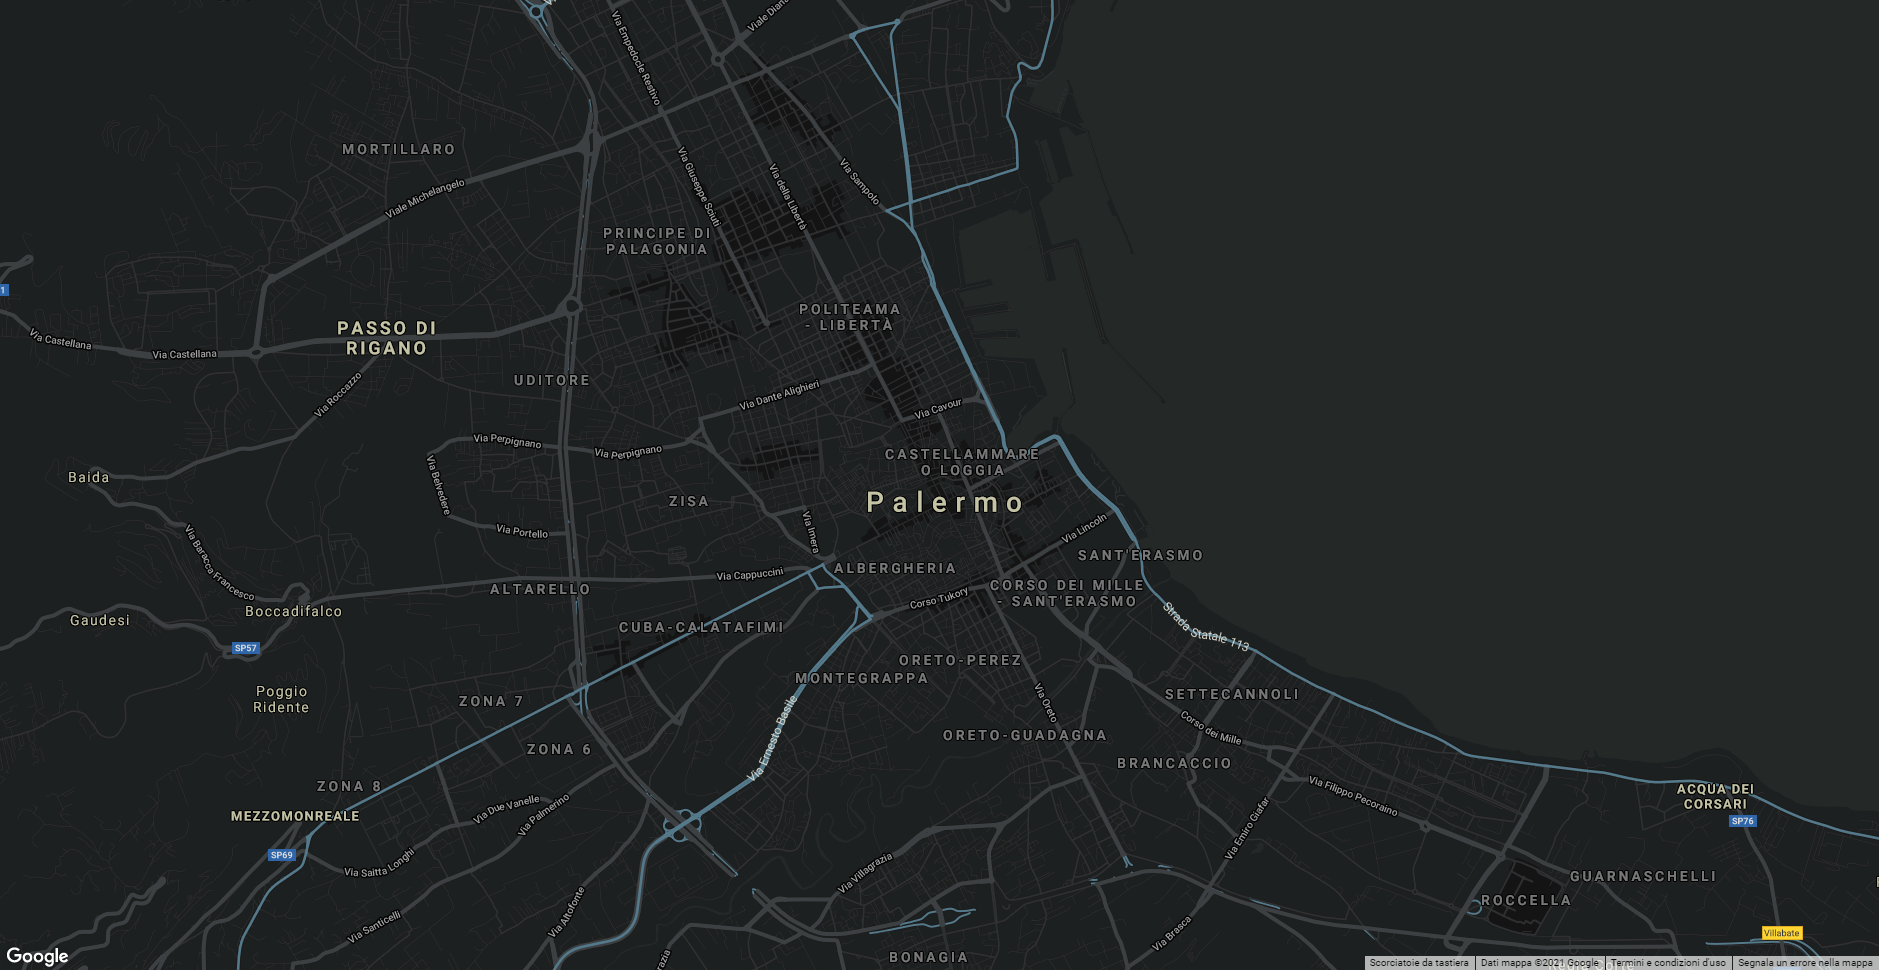 Viale Diana
Via Empedocle Restivo
MORTILLARO
Viale Michelangelo
Via Giuseppe Sciuti
Via della Libertà
Via Sampolo
PRINCIPE DI
PALAGONIA
1
POLITEAMA
- LIBERTÀ
PASSO DI
RIGANO
Via Castellana
Via Castellana
UDITORE
Via Roccazzo
Via Dante Alighieri
Via Cavour
Via Perpignano
Via Perpignano
CASTELLAMMARE
O LOGGIA
Baida
Via Belvedere
ZISA
Palermo
Via Imera
Via Portello
Via Lincoln
Via Baracca Francesco
SANT'ERASMO
ALBERGHERIA
Via Cappuccini
ALTARELLO
CORSO DEI MILLE
- SANT'ERASMO
Corso Tukory
Boccadifalco
Gaudesi
CUBA-CALATAFIMI
Strada Statale 113
SP57
ORETO-PEREZ
MONTEGRAPPA
Poggio
Ridente
ZONA 7
SETTECANNOLI
Via Oreto
Corso dei Mille
Via Ernesto Basile
ORETO-GUADAGNA
ZONA 6
BRANCACCIO
ZONA 8
Via Filippo Pecoraino
ACQUA DEI
CORSARI
MEZZOMONREALE
Via Due Vanelle
Via Palmerino
Via Emiro Giafar
SP76
SP69
Via Saitta Longhi
Via Villagrazia
GUARNASCHELLI
ROCCELLA
Via Altofonte
Via Santicelli
Via Brasca
Villabate
BONAGIA
razia
Google
Scorciatoie da tastiera
Dati mappa ©2021 Google
Termini e condizioni d'uso
Segnala un errore nella mappa